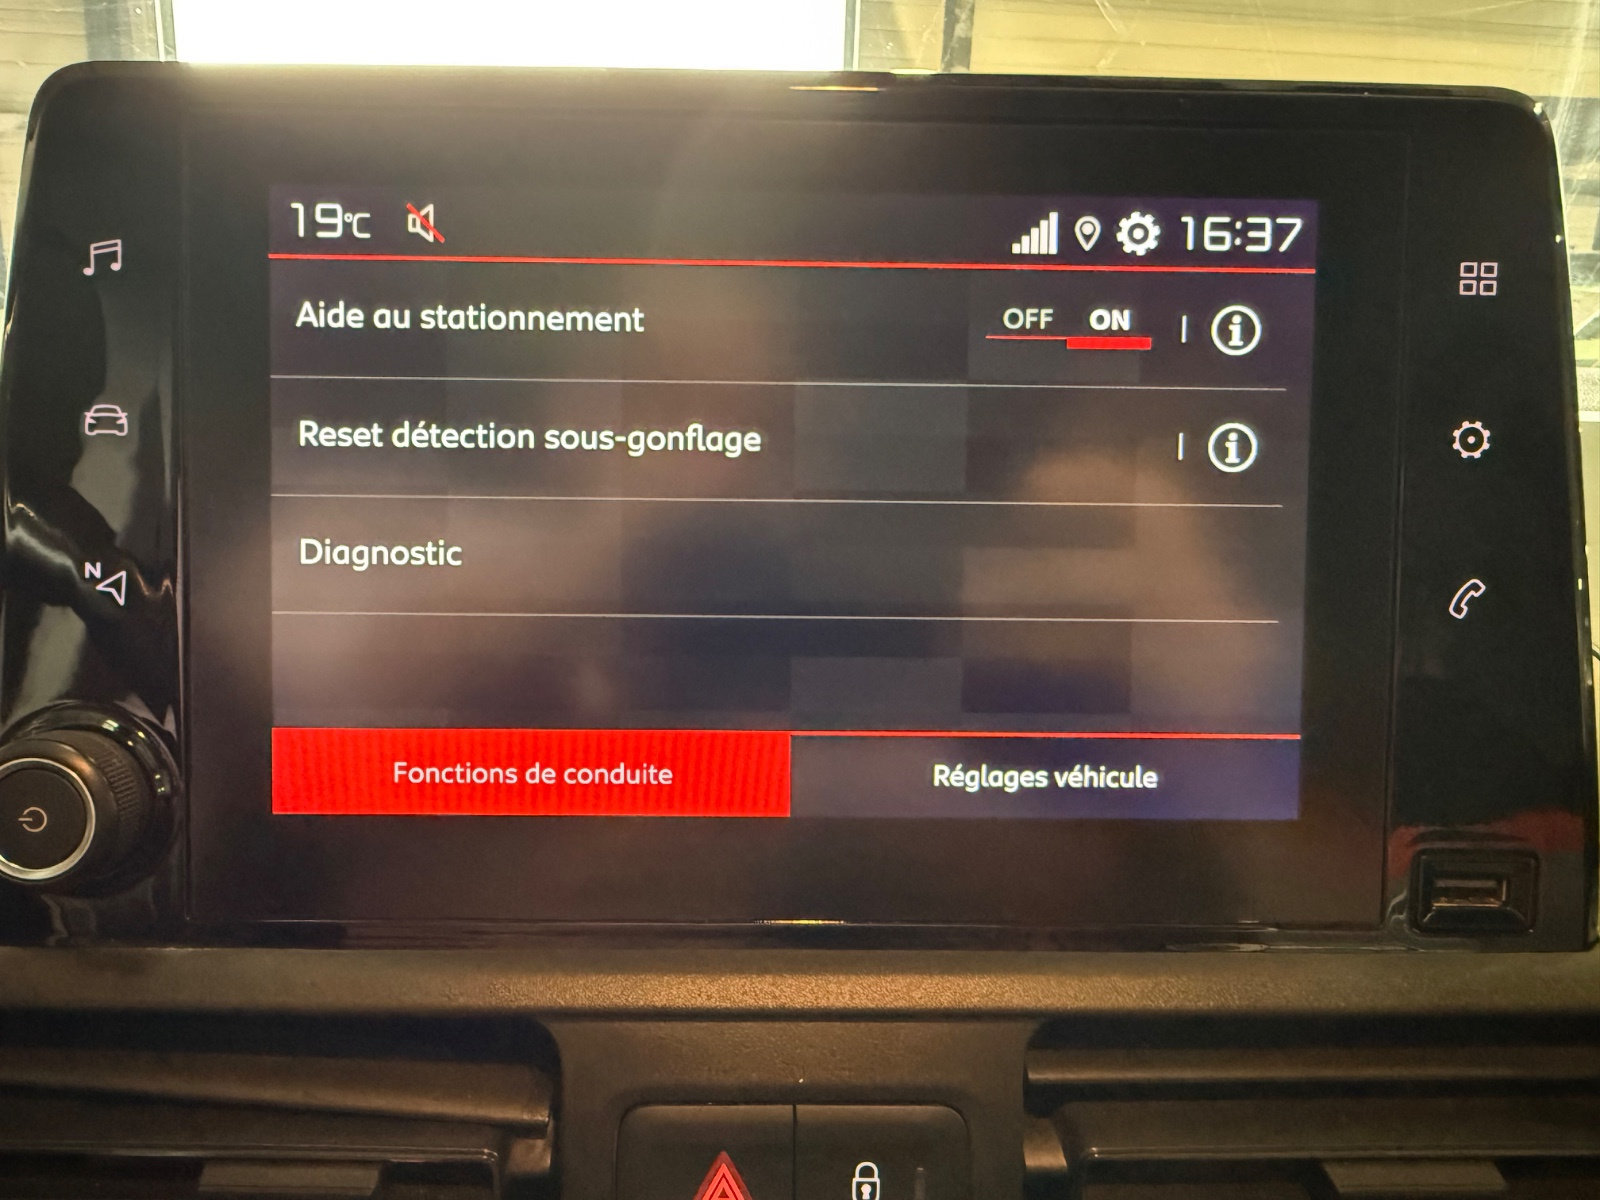 19°C
16:37
Aide au stationnement
OFF ON
Reset détection sous-gonflage
Diagnostic
Fonctions de conduite
Réglages véhicule
N